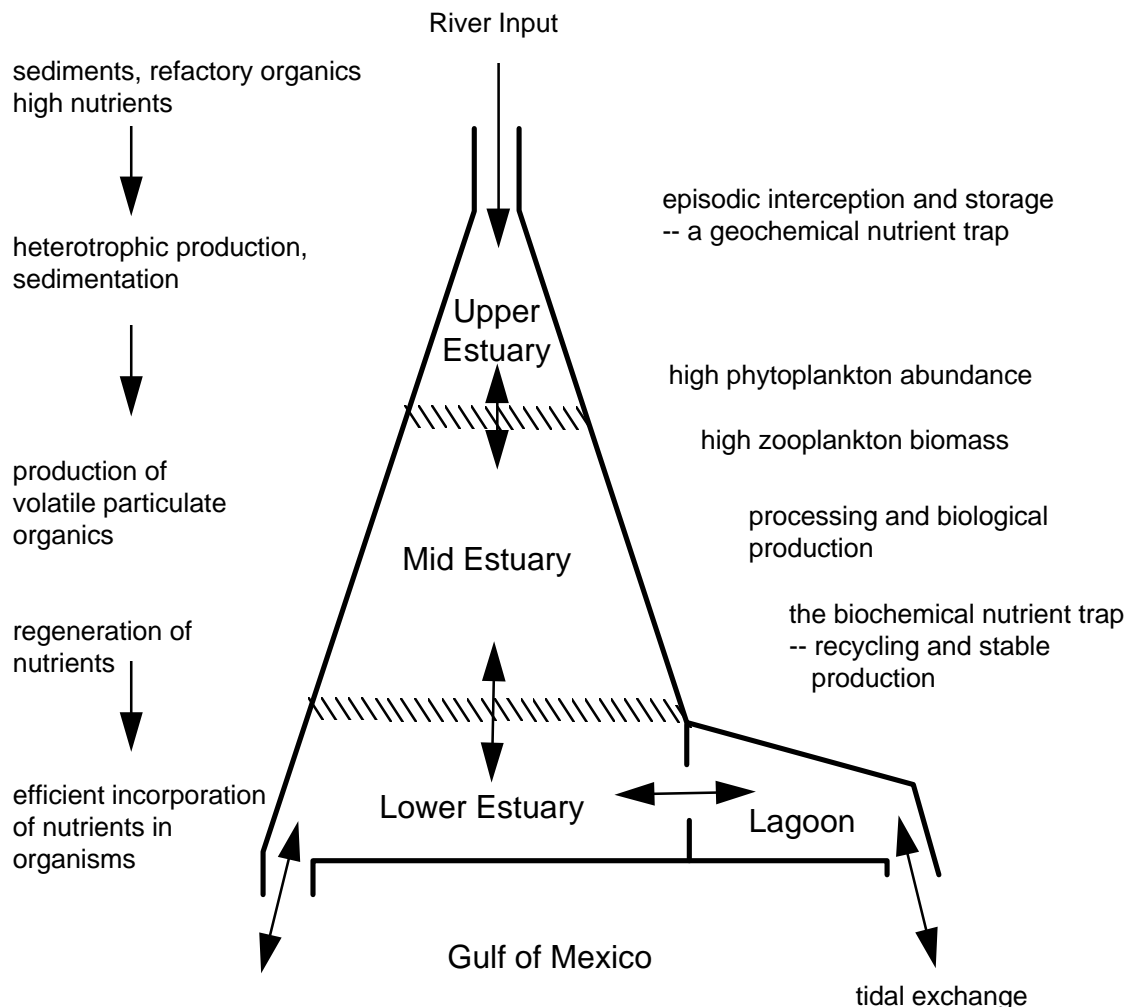 River Input
sediments, refactory organics
high nutrients
episodic interception and storage
-- a geochemical nutrient trap
heterotrophic production,
sedimentation
Upper
Estuary
high phytoplankton abundance
high zooplankton biomass
production of
volatile particulate
organics
processing and biological
production
Mid Estuary
the biochemical nutrient trap
-- recycling and stable
production
regeneration of
nutrients
efficient incorporation
of nutrients in
organisms
Lower Estuary
Lagoon
Gulf of Mexico
tidal exchange